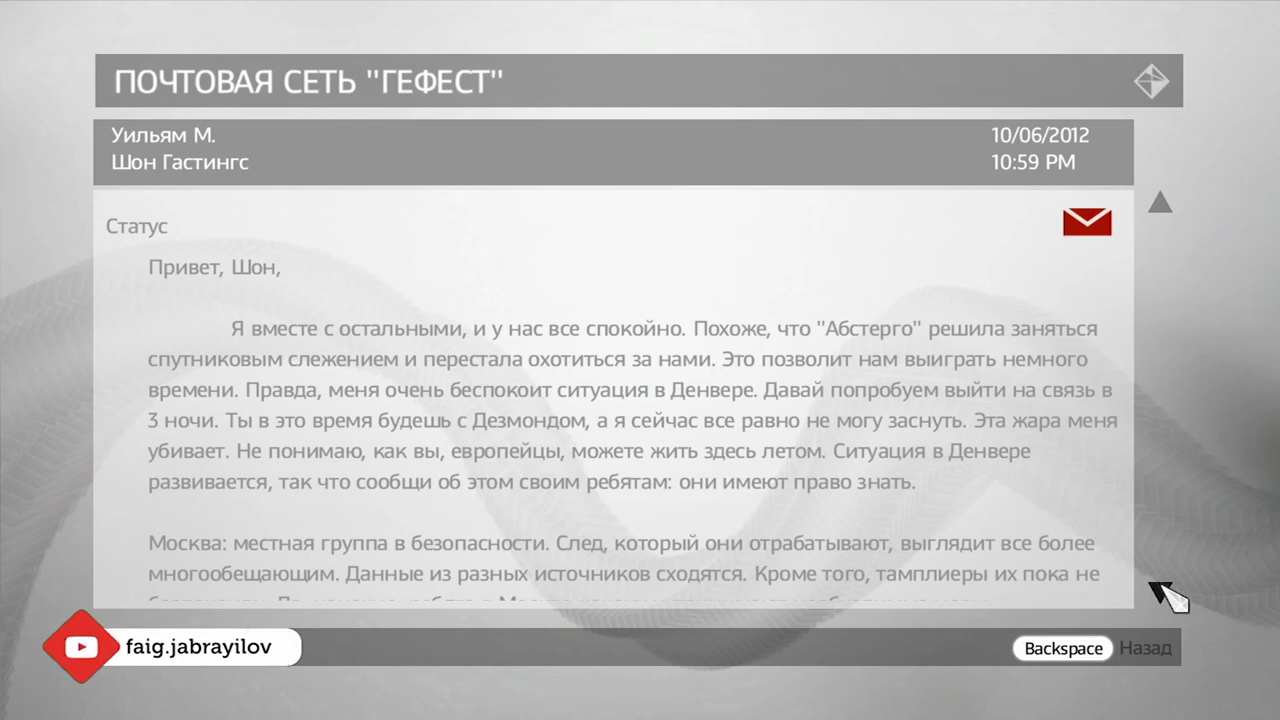 ПОЧТОВАЯ СЕТЬ "ГЕФЕСТ"
Уильям М.
10/06/2012
Шон Гастингс
10:59 PM
Статус
Привет, Шон,
Я вместе с остальными, и у нас все спокойно. Похоже, что "Абстерго" решила заняться
спутниковым слежением и перестала охотиться за нами. Это позволит нам выиграть немного
времени. Правда, меня очень беспокоит ситуация в Денвере. Давай попробуем выйти на связь в
3 ночи. Ты в это время будешь с Дезмондом, а я сейчас все равно не могу заснуть. Эта жара меня
убивает. Не понимаю, как вы, европейцы, можете жить здесь летом. Ситуация в Денвере
развивается, так что сообщи об этом своим ребятам: они имеют право знать.
Москва: местная группа в безопасности. След, который они отрабатывают, выглядит все более
многообещающим. Данные из разных источников сходятся. Кроме того, тамплиеры их пока не
faig.jabrayilov
Backspace Назад